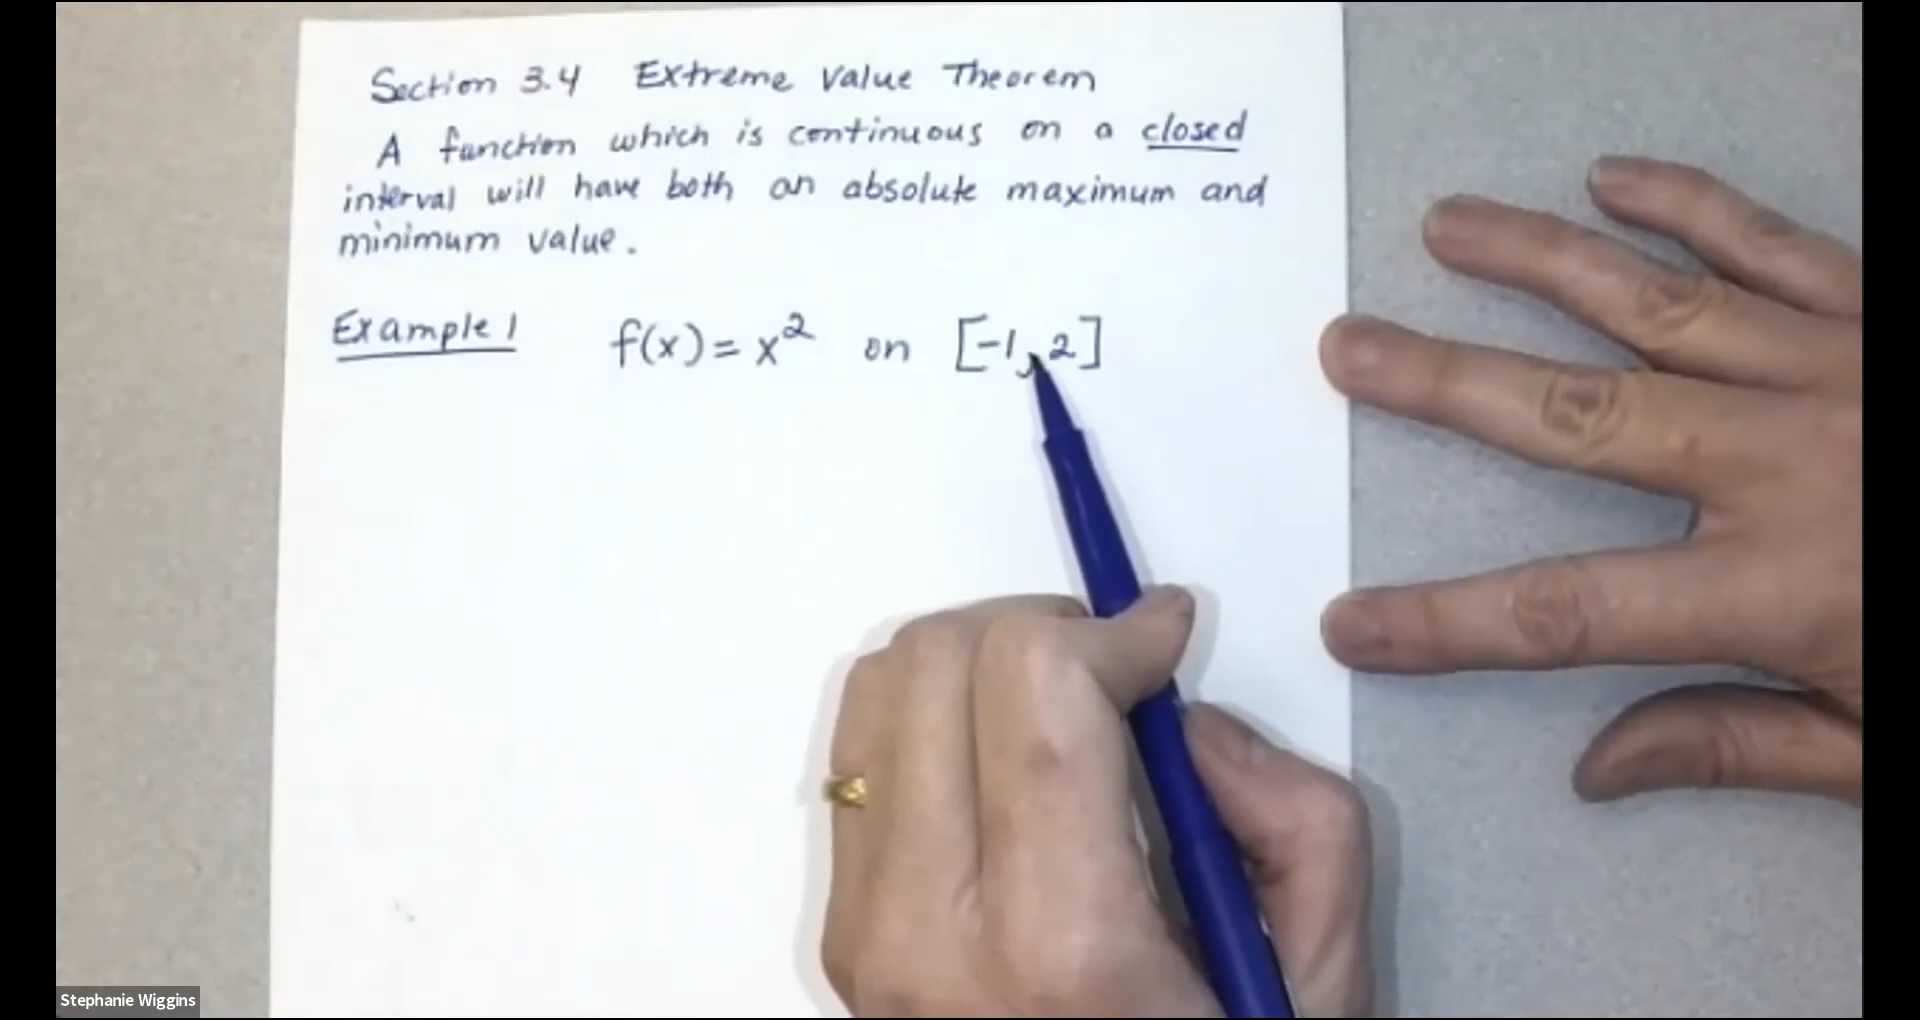 Section 3.4 Extreme Value Theorem
A function which is continuous on a closed
interval will have both an absolute maximum and
minimum value.
Example 1 f(x) = x² on [-1, 2]
Stephanie Wiggins